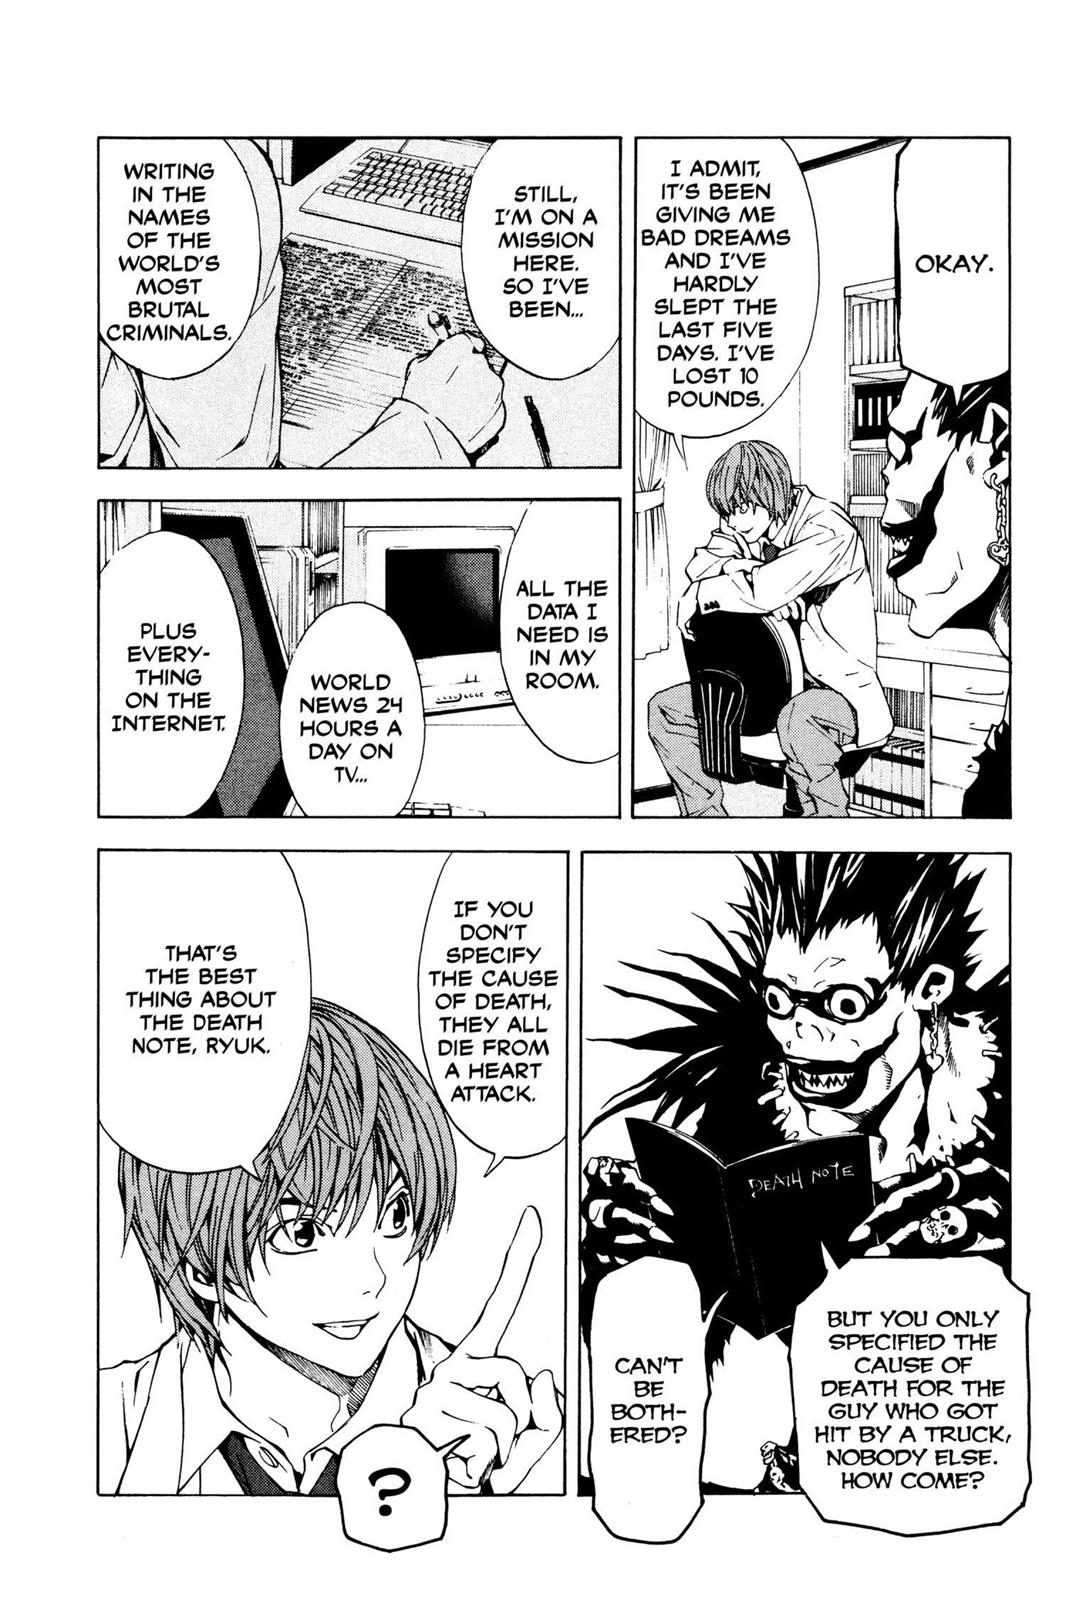 OKAY.
I ADMIT,
IT'S BEEN
GIVING ME
BAD DREAMS
AND I'VE
HARDLY
SLEPT THE
LAST FIVE
DAYS. I'VE
LOST 10
POUNDS.
STILL,
I'M ON A
MISSION
HERE.
SO I'VE
BEEN...
WRITING
IN THE
NAMES
OF THE
WORLD'S
MOST
BRUTAL
CRIMINALS.
ALL THE
DATA I
NEED IS
IN MY
ROOM.
WORLD
NEWS 24
HOURS A
DAY ON
TV...
PLUS
EVERY-
THING
ON THE
INTERNET.
DEATH NOTE
BUT YOU ONLY
SPECIFIED THE
CAUSE OF
DEATH FOR THE
GUY WHO GOT
HIT BY A TRUCK,
NOBODY ELSE.
HOW COME?
CAN'T
BE
BOTH-
ERED?
IF YOU
DON'T
SPECIFY
THE CAUSE
OF DEATH,
THEY ALL
DIE FROM
A HEART
ATTACK.
THAT'S
THE BEST
THING ABOUT
THE DEATH
NOTE, RYUK.
?